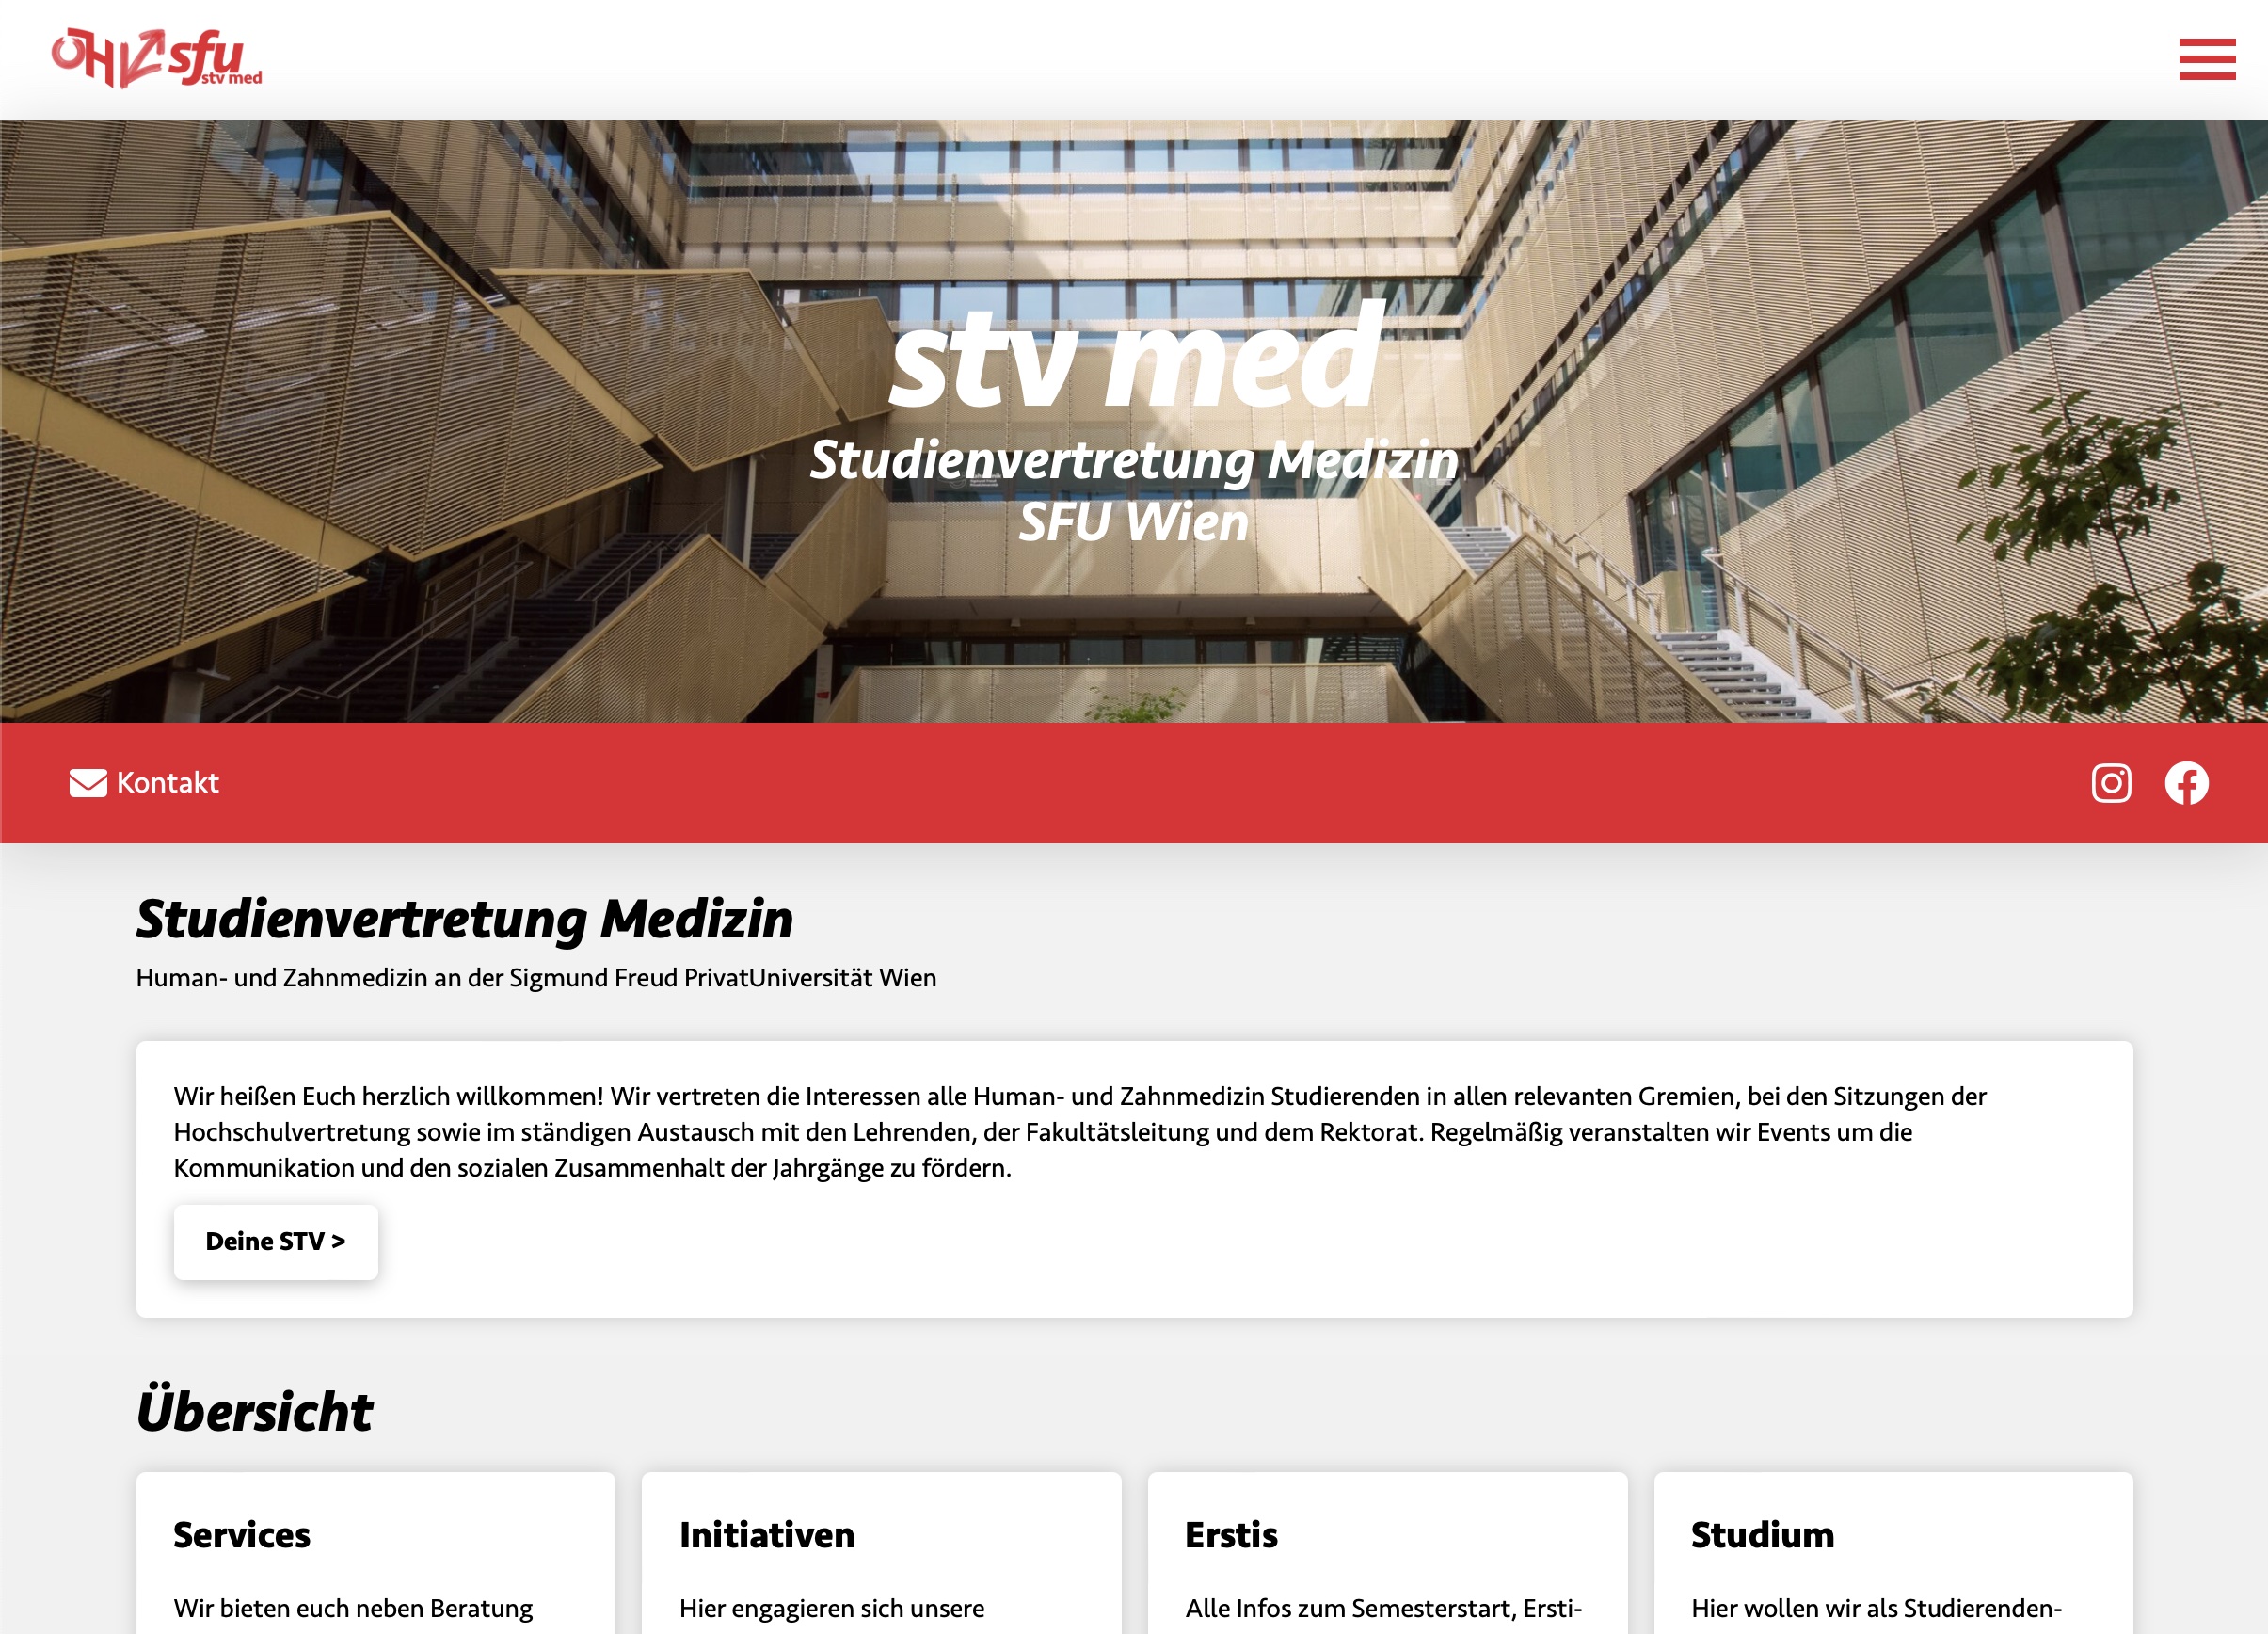 ÖH sfu
stv med
stv med
Studienvertretung Medizin
SFU Wien
Kontakt
Studienvertretung Medizin
Human- und Zahnmedizin an der Sigmund Freud PrivatUniversität Wien
Wir heißen Euch herzlich willkommen! Wir vertreten die Interessen alle Human- und Zahnmedizin Studierenden in allen relevanten Gremien, bei den Sitzungen der
Hochschulvertretung sowie im ständigen Austausch mit den Lehrenden, der Fakultätsleitung und dem Rektorat. Regelmäßig veranstalten wir Events um die
Kommunikation und den sozialen Zusammenhalt der Jahrgänge zu fördern.
Deine STV >
Übersicht
Services
Wir bieten euch neben Beratung
Initiativen
Hier engagieren sich unsere
Erstis
Alle Infos zum Semesterstart, Ersti-
Studium
Hier wollen wir als Studierenden-